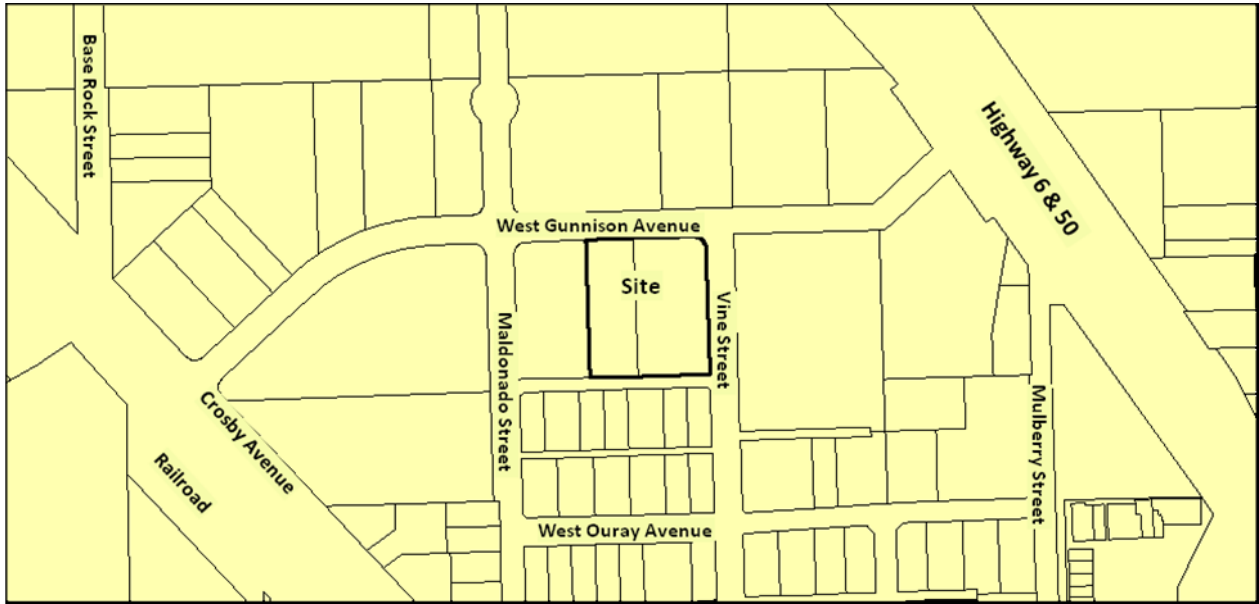 Base Rock Street
Highway 6 & 50
West Gunnison Avenue
Site
Vine Street
Maldonado Street
Crosby Avenue
Mulberry Street
Railroad
West Ouray Avenue